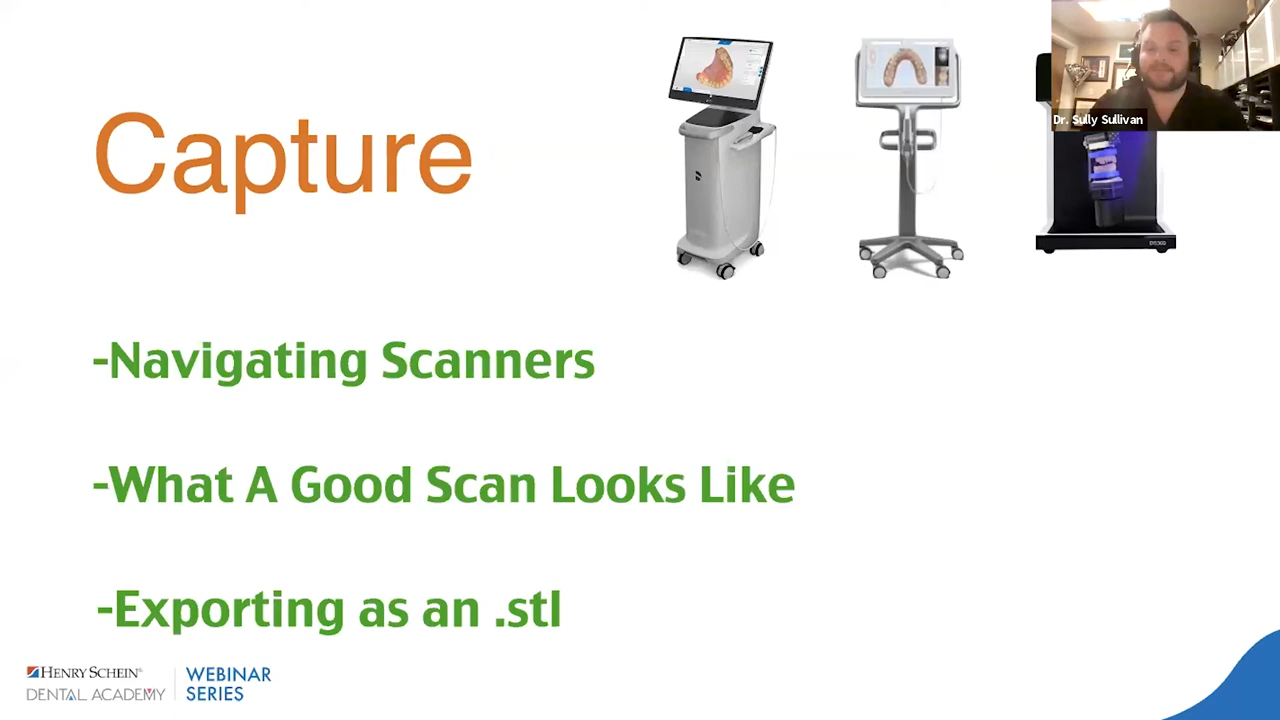 Capture
Dr. Sully Sullivan
DS300
-Navigating Scanners
-What A Good Scan Looks Like
-Exporting as an .stl
HENRY SCHEIN®
DENTAL ACADEMY
WEBINAR
SERIES